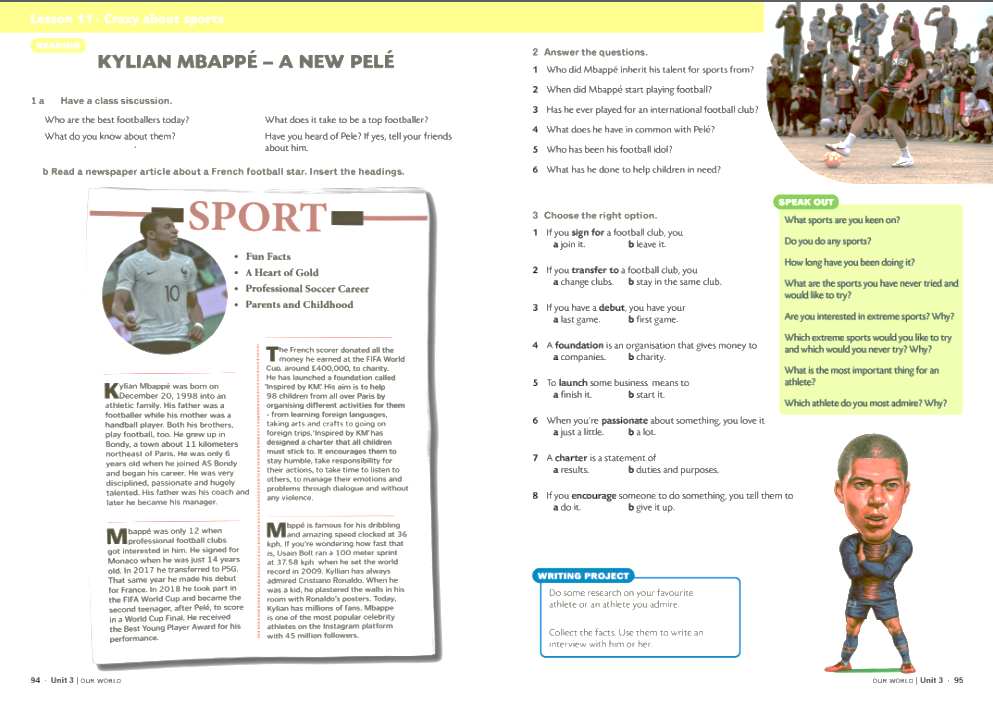 Lesson 11 - Crazy about sports
READING
KYLIAN MBAPPÉ – A NEW PELÉ
1 a Have a class siscussion.
Who are the best footballers today?
What do you know about them?
What does it take to be a top footballer?
Have you heard of Pele? If yes, tell your friends
about him.
b Read a newspaper article about a French football star. Insert the headings.
SPORT
• Fun Facts
• A Heart of Gold
• Professional Soccer Career
• Parents and Childhood
10
Kylian Mbappé was born on
December 20, 1998 into an
athletic family. His father was a
footballer while his mother was a
handball player. Both his brothers,
play football, too. He grew up in
Bondy, a town about 11 kilometers
northeast of Paris. He was only 6
years old when he joined AS Bondy
and began his career. He was very
disciplined, passionate and hugely
talented. His father was his coach and
later he became his manager.
Mbappé was only 12 when
professional football clubs
got interested in him. He signed for
Monaco when he was just 14 years
old. In 2017 he transferred to PSG.
That same year he made his debut
for France. In 2018 he took part in
the FIFA World Cup and became the
second teenager, after Pelé, to score
in a World Cup Final. He received
the Best Young Player Award for his
performance.
The French scorer donated all the
money he earned at the FIFA World
Cup, around £400,000, to charity.
He has launched a foundation called
'Inspired by KM'. His aim is to help
98 children from all over Paris by
organising different activities for them
- from learning foreign languages,
taking arts and crafts to going on
foreign trips. 'Inspired by KM' has
designed a charter that all children
must stick to. It encourages them to
stay humble, take responsibility for
their actions, to take time to listen to
others, to manage their emotions and
problems through dialogue and without
any violence.
Mbppé is famous for his dribbling
and amazing speed clocked at 36
kph. If you're wondering how fast that
is, Usain Bolt ran a 100 meter sprint
at 37.58 kph when he set the world
record in 2009. Kyllian has always
admired Cristiano Ronaldo. When he
was a kid, he plastered the walls in his
room with Ronaldo's posters. Today,
Kylian has millions of fans. Mbappe
is one of the most popular celebrity
athletes on the Instagram platform
with 45 million followers.
94 · Unit 3 | OUR WORLD
2 Answer the questions.
1 Who did Mbappé inherit his talent for sports from?
2 When did Mbappé start playing football?
3 Has he ever played for an international football club?
4 What does he have in common with Pelé?
5 Who has been his football idol?
6 What has he done to help children in need?
3 Choose the right option.
1 If you sign for a football club, you
a join it. b leave it.
2 If you transfer to a football club, you
a change clubs. b stay in the same club.
3 If you have a debut, you have your
a last game. b first game.
4 A foundation is an organisation that gives money to
a companies. b charity.
5 To launch some business means to
a finish it. b start it.
6 When you're passionate about something, you love it
a just a little. b a lot.
7 A charter is a statement of
a results. b duties and purposes.
8 If you encourage someone to do something, you tell them to
a do it. b give it up.
WRITING PROJECT
Do some research on your favourite
athlete or an athlete you admire.
Collect the facts. Use them to write an
interview with him or her.
SPEAK OUT
What sports are you keen on?
Do you do any sports?
How long have you been doing it?
What are the sports you have never tried and
would like to try?
Are you interested in extreme sports? Why?
Which extreme sports would you like to try
and which would you never try? Why?
What is the most important thing for an
athlete?
Which athlete do you most admire? Why?
OUR WORLD | Unit 3 · 95